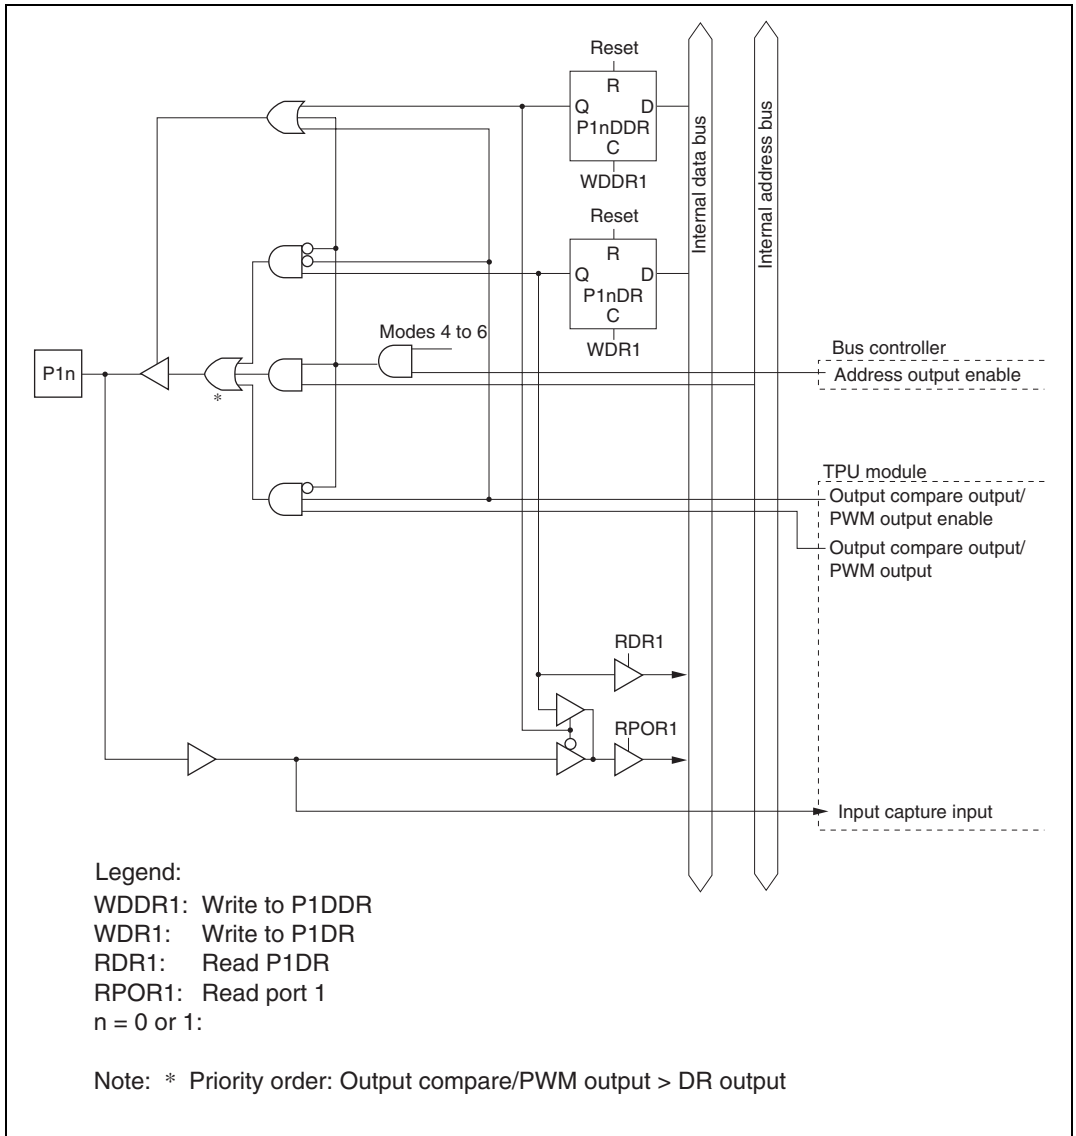 Reset
R
Q D
P1nDDR
C
WDDR1
Reset
R
Q D
P1nDR
C
WDR1
Internal data bus
Internal address bus
Modes 4 to 6
P1n
*
Bus controller
Address output enable
TPU module
Output compare output/
PWM output enable
Output compare output/
PWM output
RDR1
RPOR1
Input capture input
Legend:
WDDR1: Write to P1DDR
WDR1: Write to P1DR
RDR1: Read P1DR
RPOR1: Read port 1
n = 0 or 1:
Note: * Priority order: Output compare/PWM output > DR output